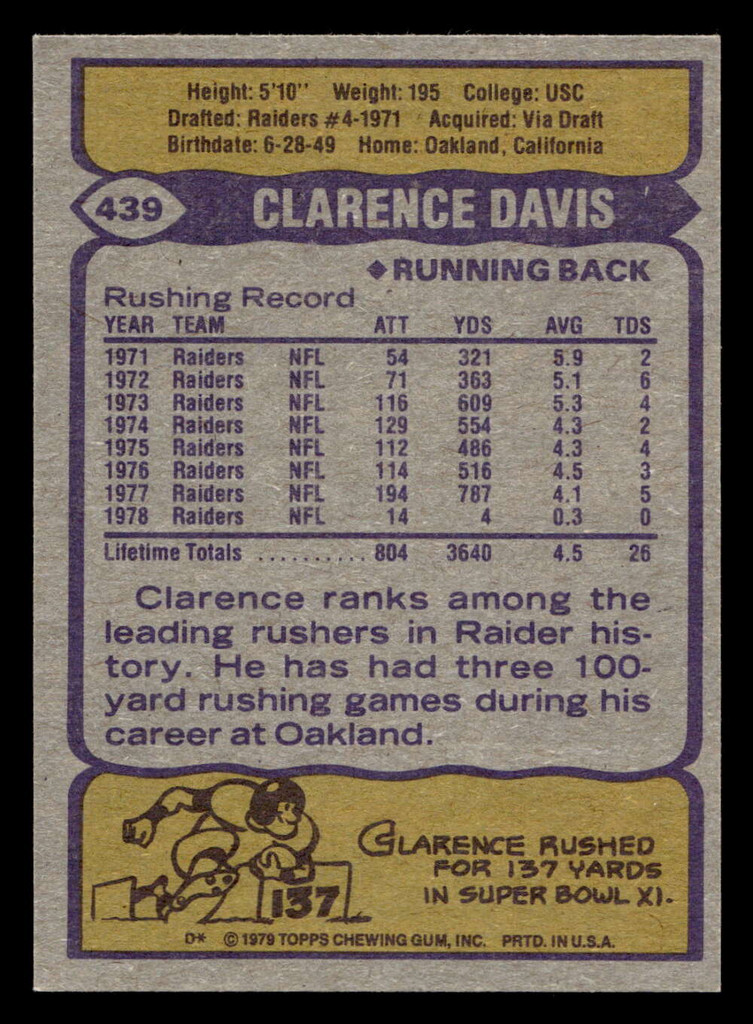 Height: 5'10" Weight: 195 College: USC
Drafted: Raiders #4-1971 Acquired: Via Draft
Birthdate: 6-28-49 Home: Oakland, California
439 CLARENCE DAVIS
◆RUNNING BACK
Rushing Record
YEAR TEAM ATT YDS AVG TDS
1971 Raiders NFL 54 321 5.9 2
1972 Raiders NFL 71 363 5.1 6
1973 Raiders NFL 116 609 5.3 4
1974 Raiders NFL 129 554 4.3 2
1975 Raiders NFL 112 486 4.3 4
1976 Raiders NFL 114 516 4.5 3
1977 Raiders NFL 194 787 4.1 5
1978 Raiders NFL 14 4 0.3 0
Lifetime Totals .......... 804 3640 4.5 26
Clarence ranks among the
leading rushers in Raider his-
tory. He has had three 100-
yard rushing games during his
career at Oakland.
CLARENCE RUSHED
FOR 137 YARDS
IN SUPER BOWL XI.
137
D* © 1979 TOPPS CHEWING GUM, INC. PRTD. IN U.S.A.